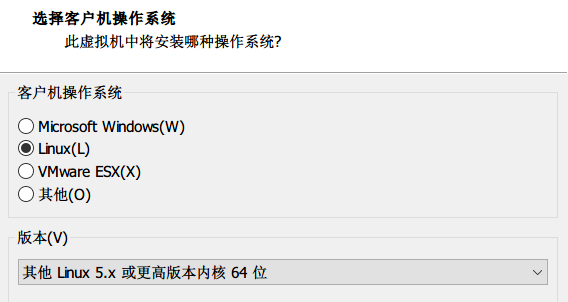 选择客户机操作系统
此虚拟机中将安装哪种操作系统?
客户机操作系统
Microsoft Windows(W)
Linux(L)
VMware ESX(X)
其他(O)
版本(V)
其他 Linux 5.x 或更高版本内核 64 位